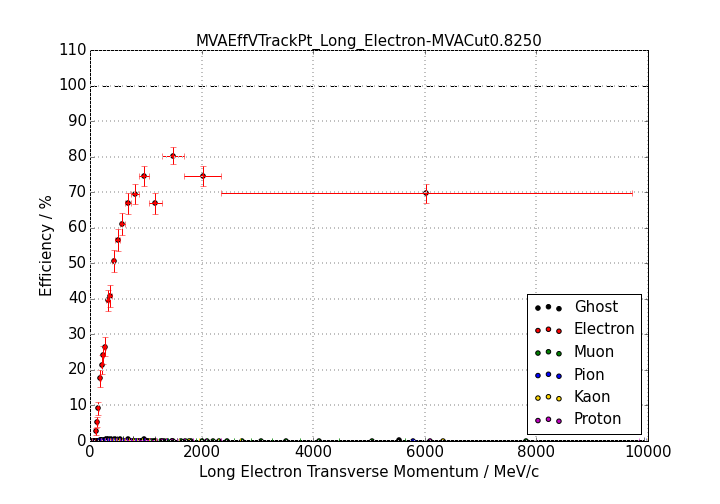 MVAEffVTrackPt_Long_Electron-MVACut0.8250
110
100
90
80
70
60
50
40
30
20
10
0
Efficiency / %
Ghost
Electron
Muon
Pion
Kaon
Proton
0 2000 4000 6000 8000 10000
Long Electron Transverse Momentum / MeV/c